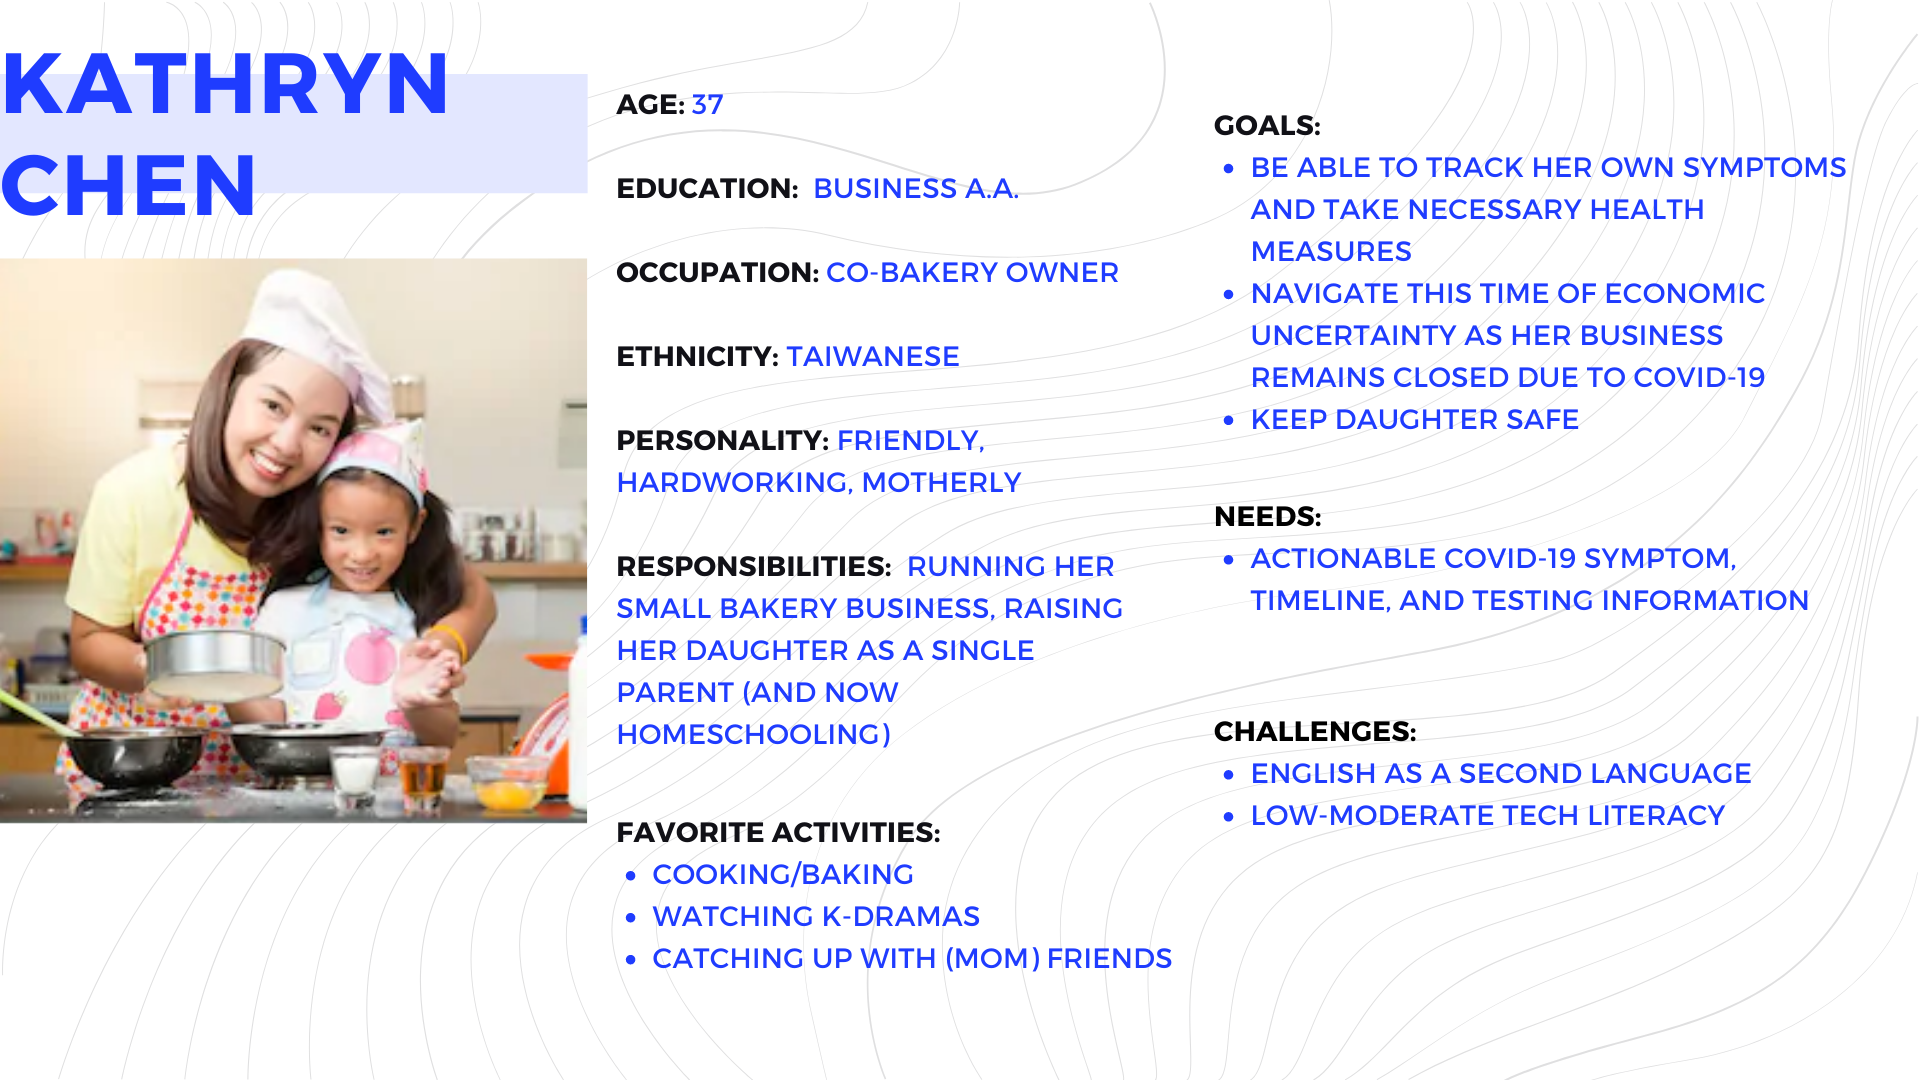 KATHRYN
CHEN
AGE: 37
EDUCATION: BUSINESS A.A.
OCCUPATION: CO-BAKERY OWNER
ETHNICITY: TAIWANESE
PERSONALITY: FRIENDLY,
HARDWORKING, MOTHERLY
RESPONSIBILITIES: RUNNING HER
SMALL BAKERY BUSINESS, RAISING
HER DAUGHTER AS A SINGLE
PARENT (AND NOW
HOMESCHOOLING)
FAVORITE ACTIVITIES:
• COOKING/BAKING
• WATCHING K-DRAMAS
• CATCHING UP WITH (MOM) FRIENDS
GOALS:
• BE ABLE TO TRACK HER OWN SYMPTOMS
AND TAKE NECESSARY HEALTH
MEASURES
• NAVIGATE THIS TIME OF ECONOMIC
UNCERTAINTY AS HER BUSINESS
REMAINS CLOSED DUE TO COVID-19
• KEEP DAUGHTER SAFE
NEEDS:
• ACTIONABLE COVID-19 SYMPTOM,
TIMELINE, AND TESTING INFORMATION
CHALLENGES:
• ENGLISH AS A SECOND LANGUAGE
• LOW-MODERATE TECH LITERACY